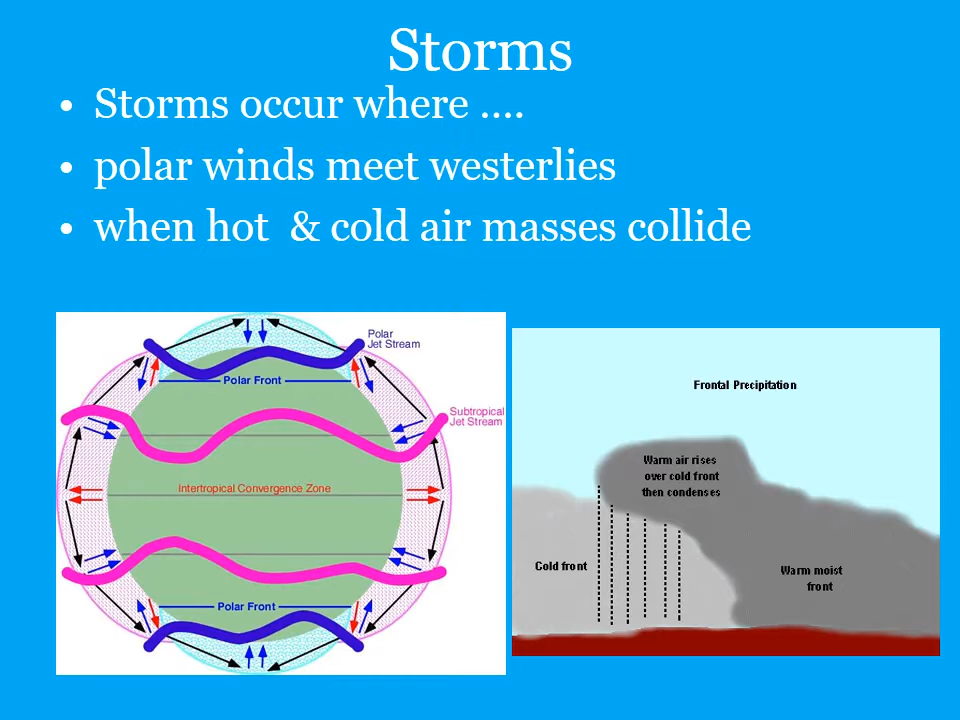 Storms
• Storms occur where ....
• polar winds meet westerlies
• when hot & cold air masses collide
Polar
Jet Stream
Polar Front
Subtropical
Jet Stream
Intertropical Convergence Zone
Polar Front
Frontal Precipitation
Warm air rises
over cold front
then condenses
Cold front
Warm moist
front